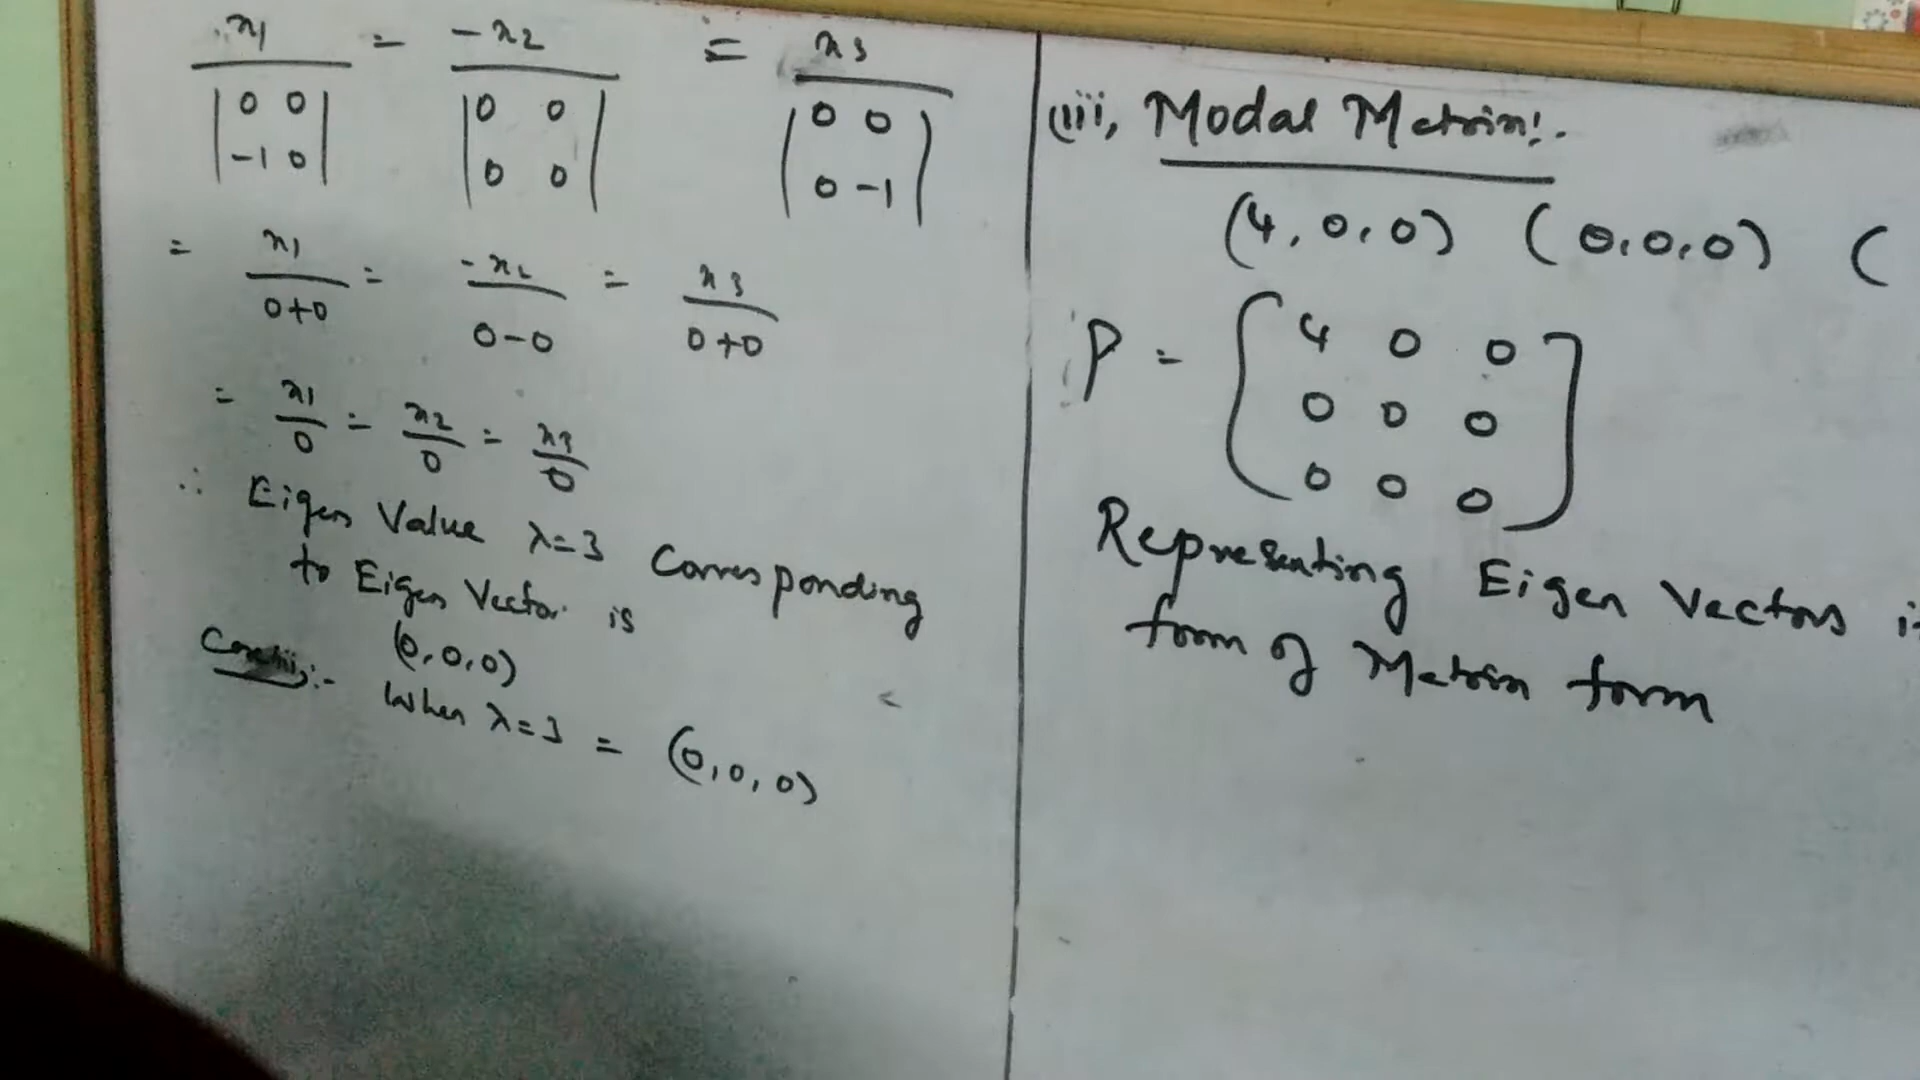 x1 = -x2 = x3
|0 0| |0 0| |0 0|
|-1 0| |0 0| |0 -1|
= x1/0+0 = -x2/0-0 = x3/0+0
= x1/0 = x2/0 = x3/0
∴ Eigen Value λ=3 Corresponding
to Eigen Vector is
(0,0,0)
When λ=3 = (0,0,0)
(iii, Modal Matrix:-
(4,0,0) (0,0,0) (
P = [4 0 0
0 0 0
0 0 0]
Representing Eigen Vectors
form of Matrix form